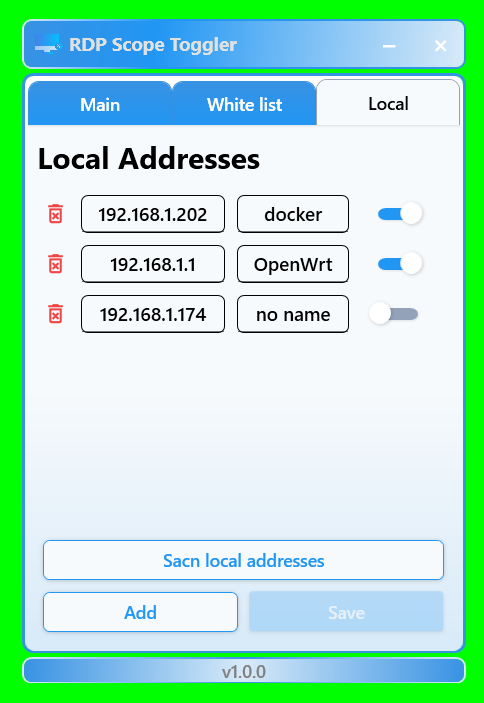 RDP Scope Toggler
Main
White list
Local
Local Addresses
192.168.1.202 docker
192.168.1.1 OpenWrt
192.168.1.174 no name
Sacn local addresses
Add Save
v1.0.0